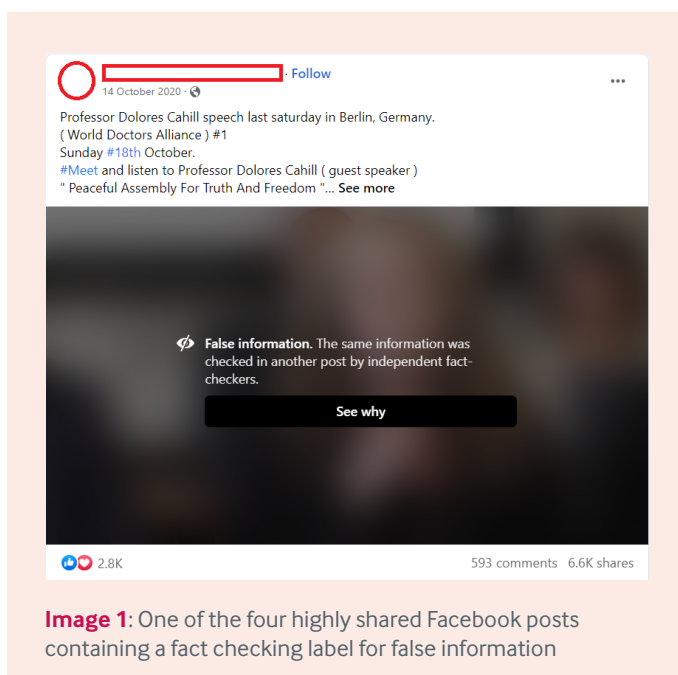 · Follow
14 October 2020 ·
Professor Dolores Cahill speech last saturday in Berlin, Germany.
( World Doctors Alliance ) #1
Sunday #18th October.
#Meet and listen to Professor Dolores Cahill ( guest speaker )
" Peaceful Assembly For Truth And Freedom "... See more
False information. The same information was
checked in another post by independent fact-
checkers.
See why
2.8K
593 comments 6.6K shares
Image 1: One of the four highly shared Facebook posts
containing a fact checking label for false information